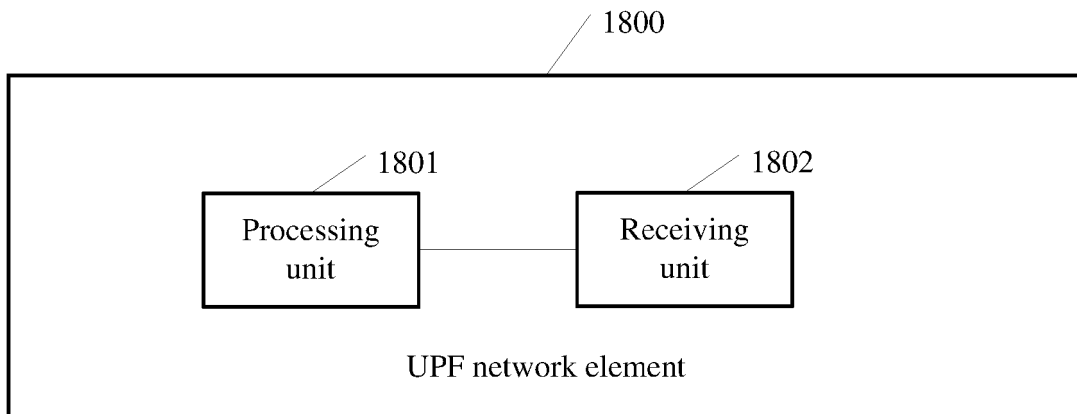 1800
1801
1802
Processing
unit
Receiving
unit
UPF network element